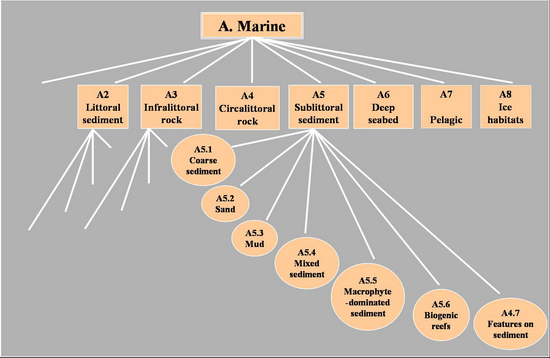 A. Marine
A2
Littoral
sediment
A3
Infralittoral
rock
A4
Circalittoral
rock
A5
Sublittoral
sediment
A6
Deep
seabed
A7
Pelagic
A8
Ice
habitats
A5.1
Coarse
sediment
A5.2
Sand
A5.3
Mud
A5.4
Mixed
sediment
A5.5
Macrophyte
-dominated
sediment
A5.6
Biogenic
reefs
A4.7
Features on
sediment